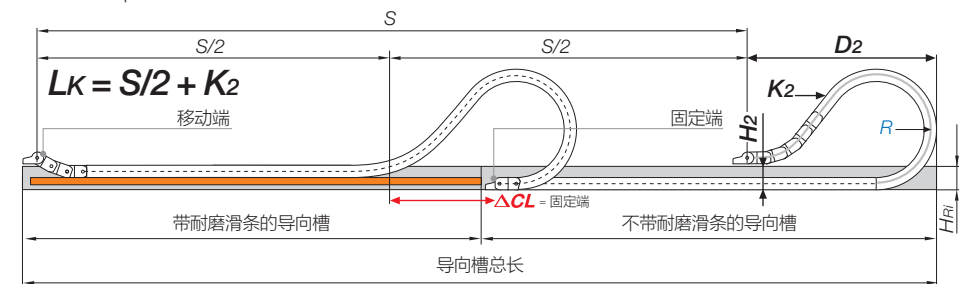 S
S/2
S/2
D2
LK = S/2 + K2
K2
移动端
固定端
H2
R
ΔCL = 固定端
HRi
带耐磨滑条的导向槽
不带耐磨滑条的导向槽
导向槽总长